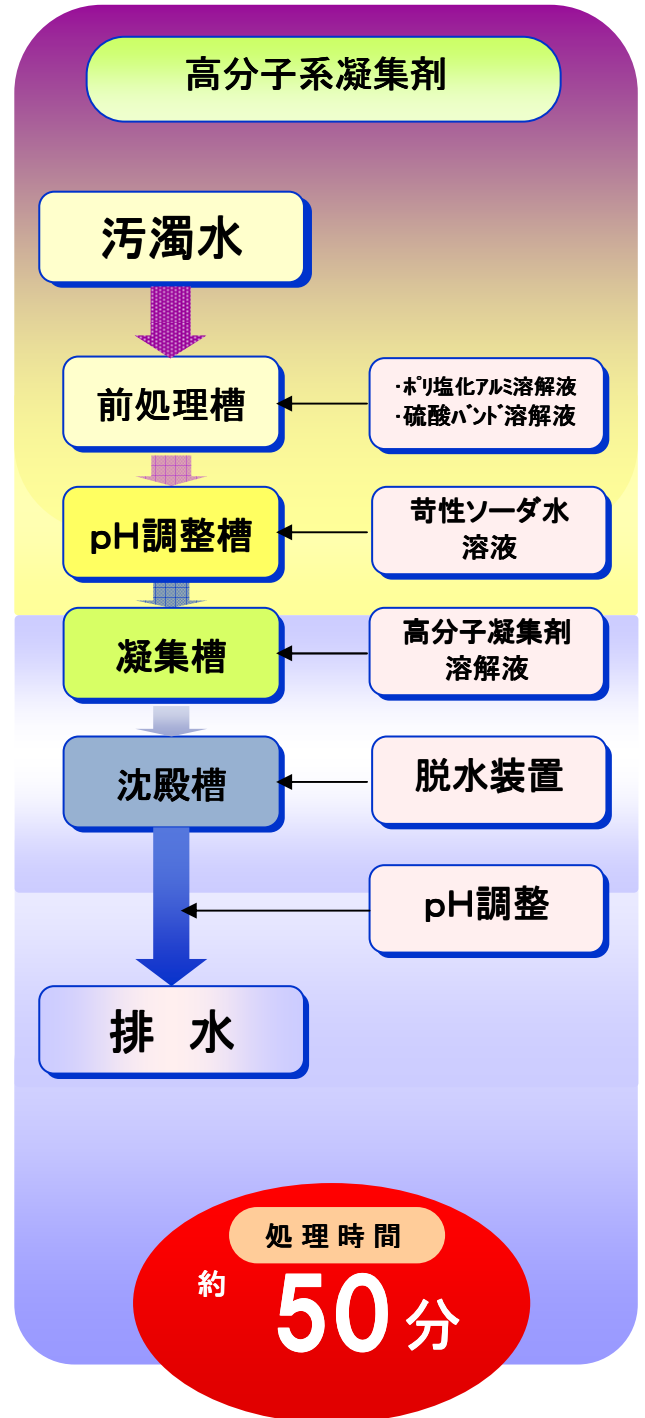 高分子系凝集剤
汚濁水
前処理槽
･ﾎﾟﾘ塩化ｱﾙﾐ溶解液
･硫酸ﾊﾞﾝﾄﾞ溶解液
pH調整槽
苛性ソーダ水
溶液
凝集槽
高分子凝集剤
溶解液
沈殿槽
脱水装置
pH調整
排　水
処理時間
約 50分